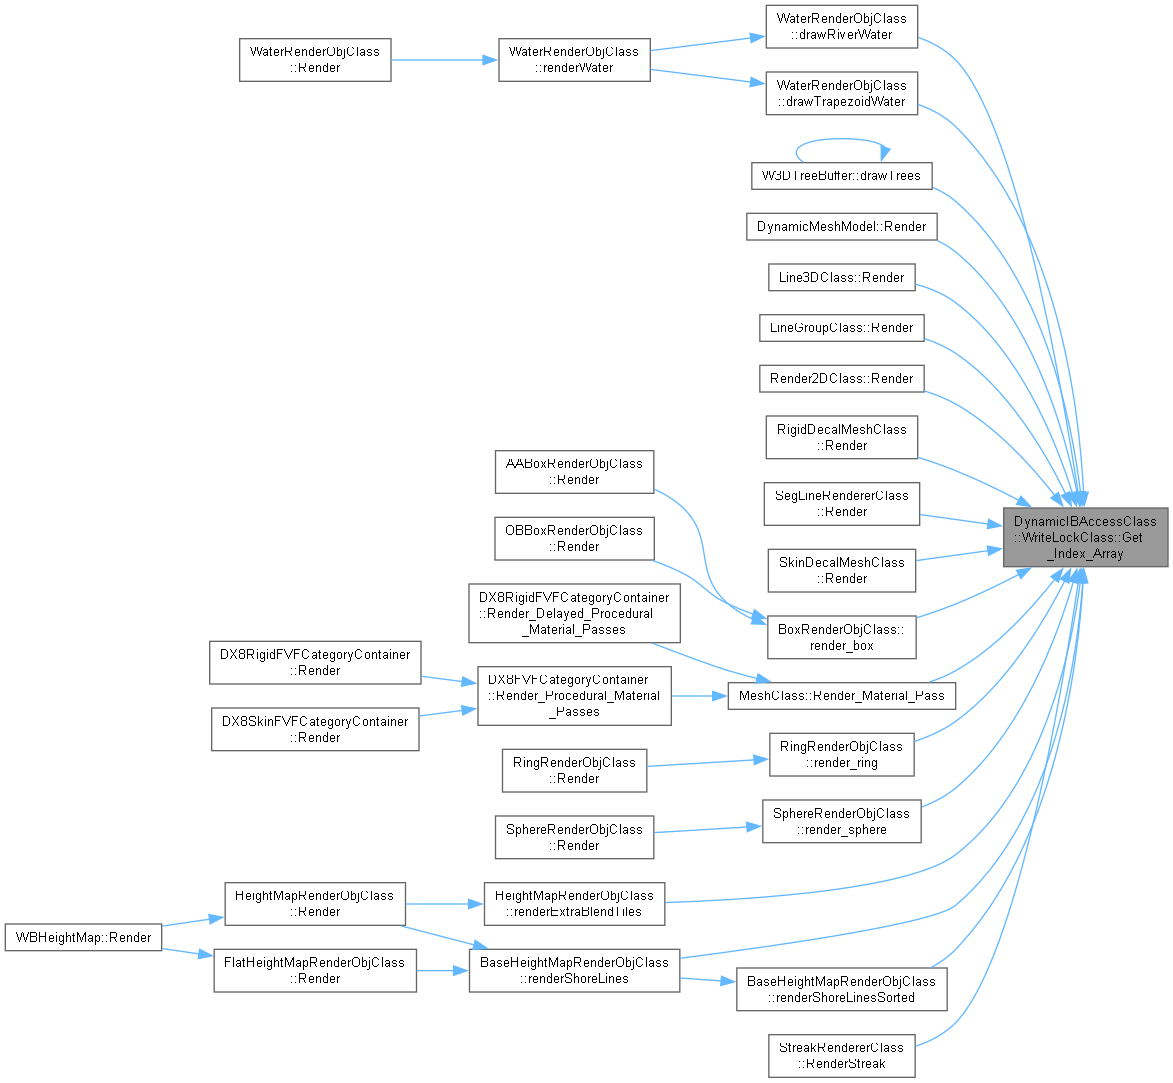 WaterRenderObjClass
::drawRiverWater
WaterRenderObjClass
::Render
WaterRenderObjClass
::renderWater
WaterRenderObjClass
::drawTrapezoidWater
W3DTreeBuffer::drawTrees
DynamicMeshModel::Render
Line3DClass::Render
LineGroupClass::Render
Render2DClass::Render
RigidDecalMeshClass
::Render
AABoxRenderObjClass
::Render
SegLineRendererClass
::Render
DynamicIBAccessClass
::WriteLockClass::Get
_Index_Array
OBBoxRenderObjClass
::Render
SkinDecalMeshClass
::Render
DX8RigidFVFCategoryContainer
::Render_Delayed_Procedural
_Material_Passes
BoxRenderObjClass::
render_box
DX8RigidFVFCategoryContainer
::Render
DX8FVFCategoryContainer
::Render_Procedural_Material
_Passes
MeshClass::Render_Material_Pass
DX8SkinFVFCategoryContainer
::Render
RingRenderObjClass
::Render
RingRenderObjClass
::render_ring
SphereRenderObjClass
::Render
SphereRenderObjClass
::render_sphere
HeightMapRenderObjClass
::Render
HeightMapRenderObjClass
::renderExtraBlendTiles
WBHeightMap::Render
FlatHeightMapRenderObjClass
::Render
BaseHeightMapRenderObjClass
::renderShoreLines
BaseHeightMapRenderObjClass
::renderShoreLinesSorted
StreakRendererClass
::RenderStreak